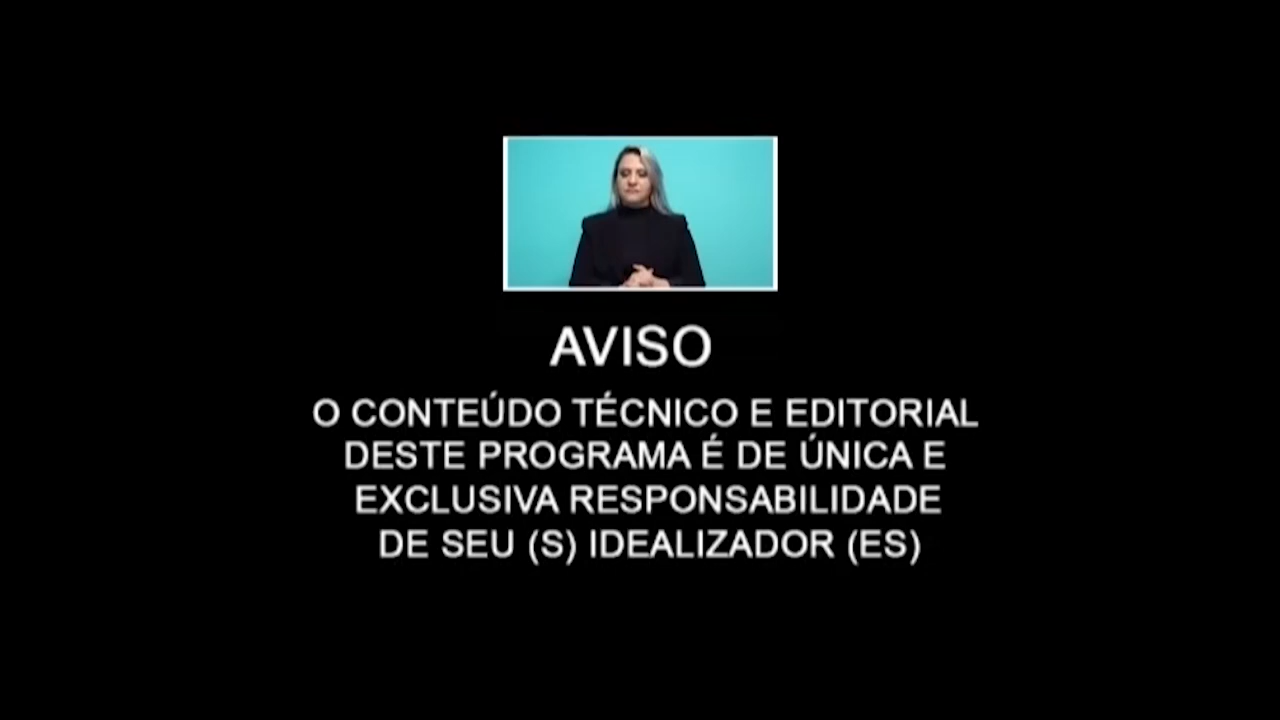 AVISO
O CONTEÚDO TÉCNICO E EDITORIAL
DESTE PROGRAMA É DE ÚNICA E
EXCLUSIVA RESPONSABILIDADE
DE SEU (S) IDEALIZADOR (ES)